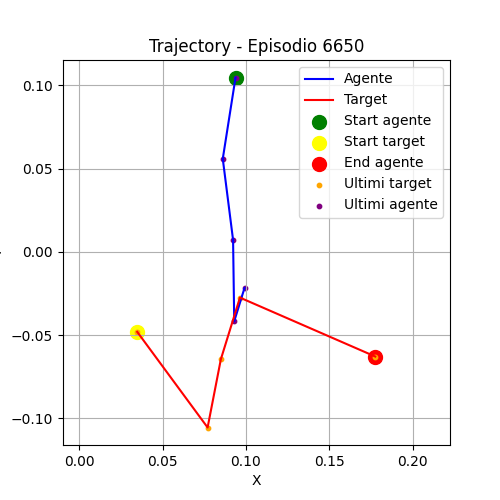 Trajectory - Episodio 6650
Agente
Target
Start agente
Start target
End agente
Ultimi target
Ultimi agente
0.10
0.05
0.00
−0.05
−0.10
0.00
0.05
0.10
0.15
0.20
X